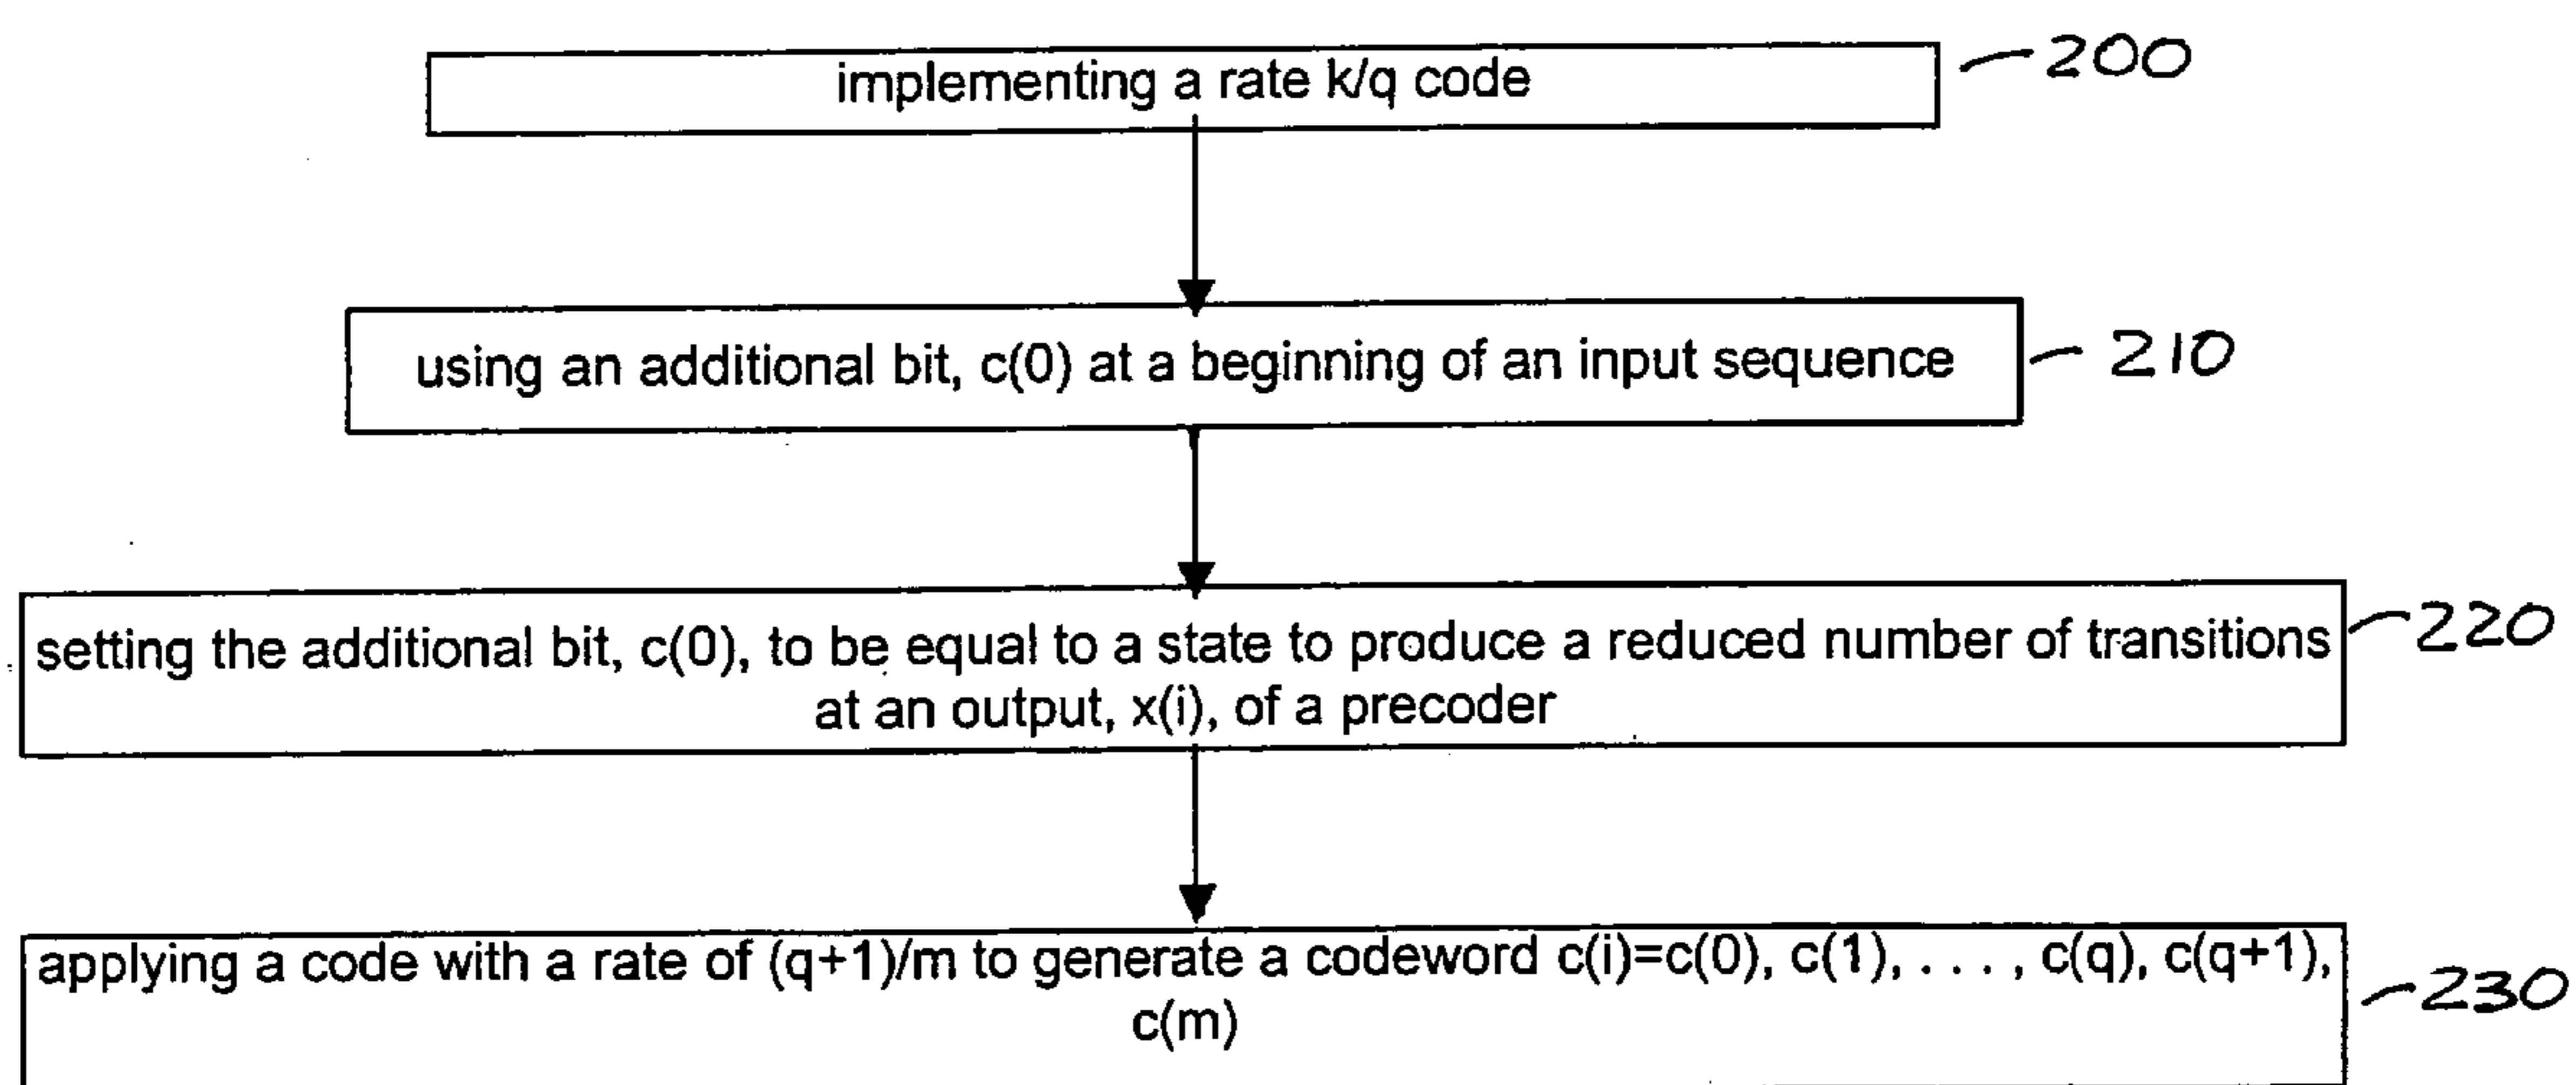 implementing a rate k/q code
200
using an additional bit, c(0) at a beginning of an input sequence
210
setting the additional bit, c(0), to be equal to a state to produce a reduced number of transitions
at an output, x(i), of a precoder
220
applying a code with a rate of (q+1)/m to generate a codeword c(i)=c(0), c(1), . . . , c(q), c(q+1),
c(m)
230